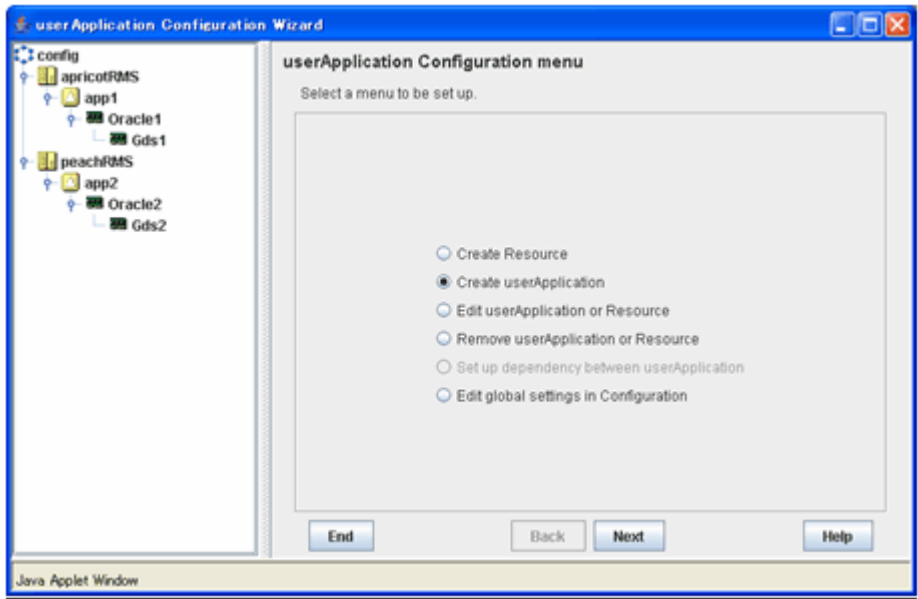 userApplication Configuration Wizard
config
apricotRMS
app1
Oracle1
Gds1
peachRMS
app2
Oracle2
Gds2
userApplication Configuration menu
Select a menu to be set up.
Create Resource
Create userApplication
Edit userApplication or Resource
Remove userApplication or Resource
Set up dependency between userApplication
Edit global settings in Configuration
End
Back
Next
Help
Java Applet Window